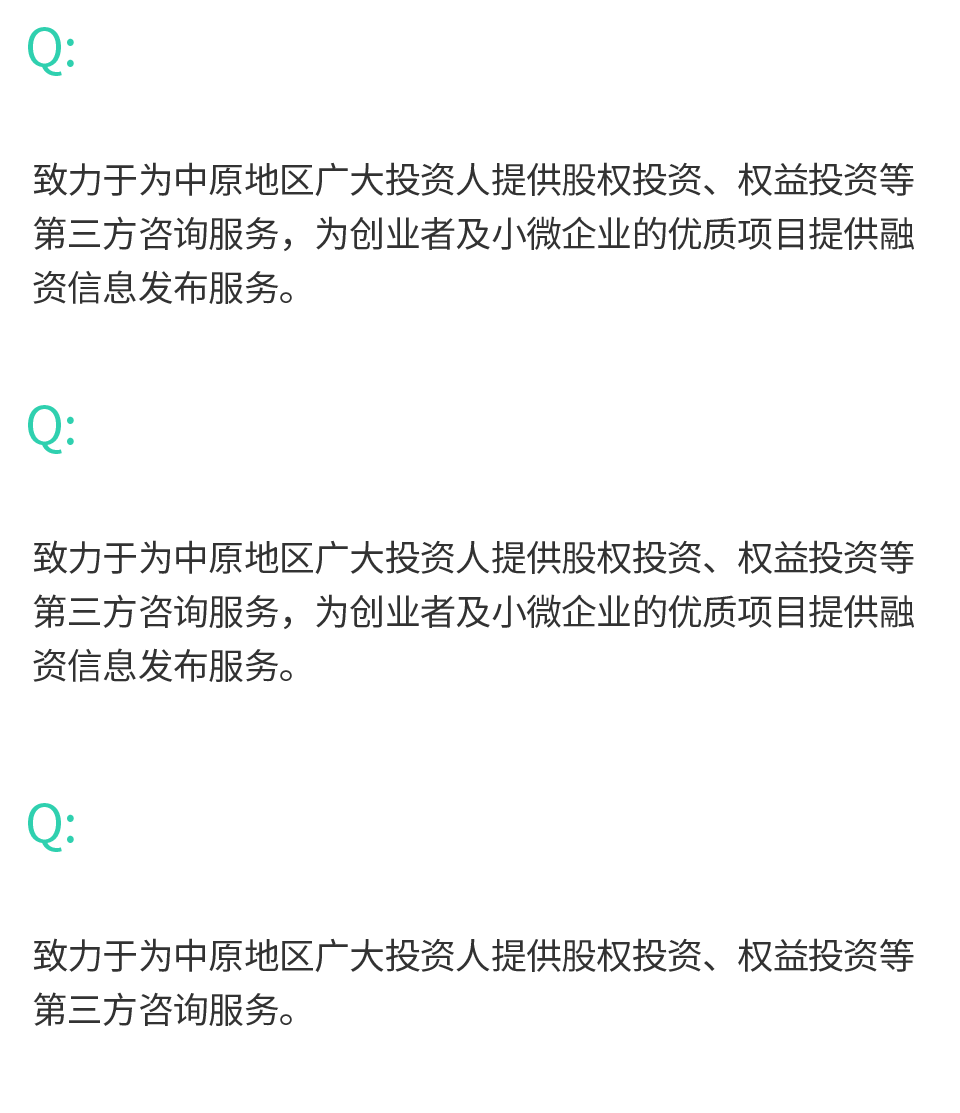 Q:
致力于为中原地区广大投资人提供股权投资、权益投资等
第三方咨询服务，为创业者及小微企业的优质项目提供融
资信息发布服务。
Q:
致力于为中原地区广大投资人提供股权投资、权益投资等
第三方咨询服务，为创业者及小微企业的优质项目提供融
资信息发布服务。
Q:
致力于为中原地区广大投资人提供股权投资、权益投资等
第三方咨询服务。